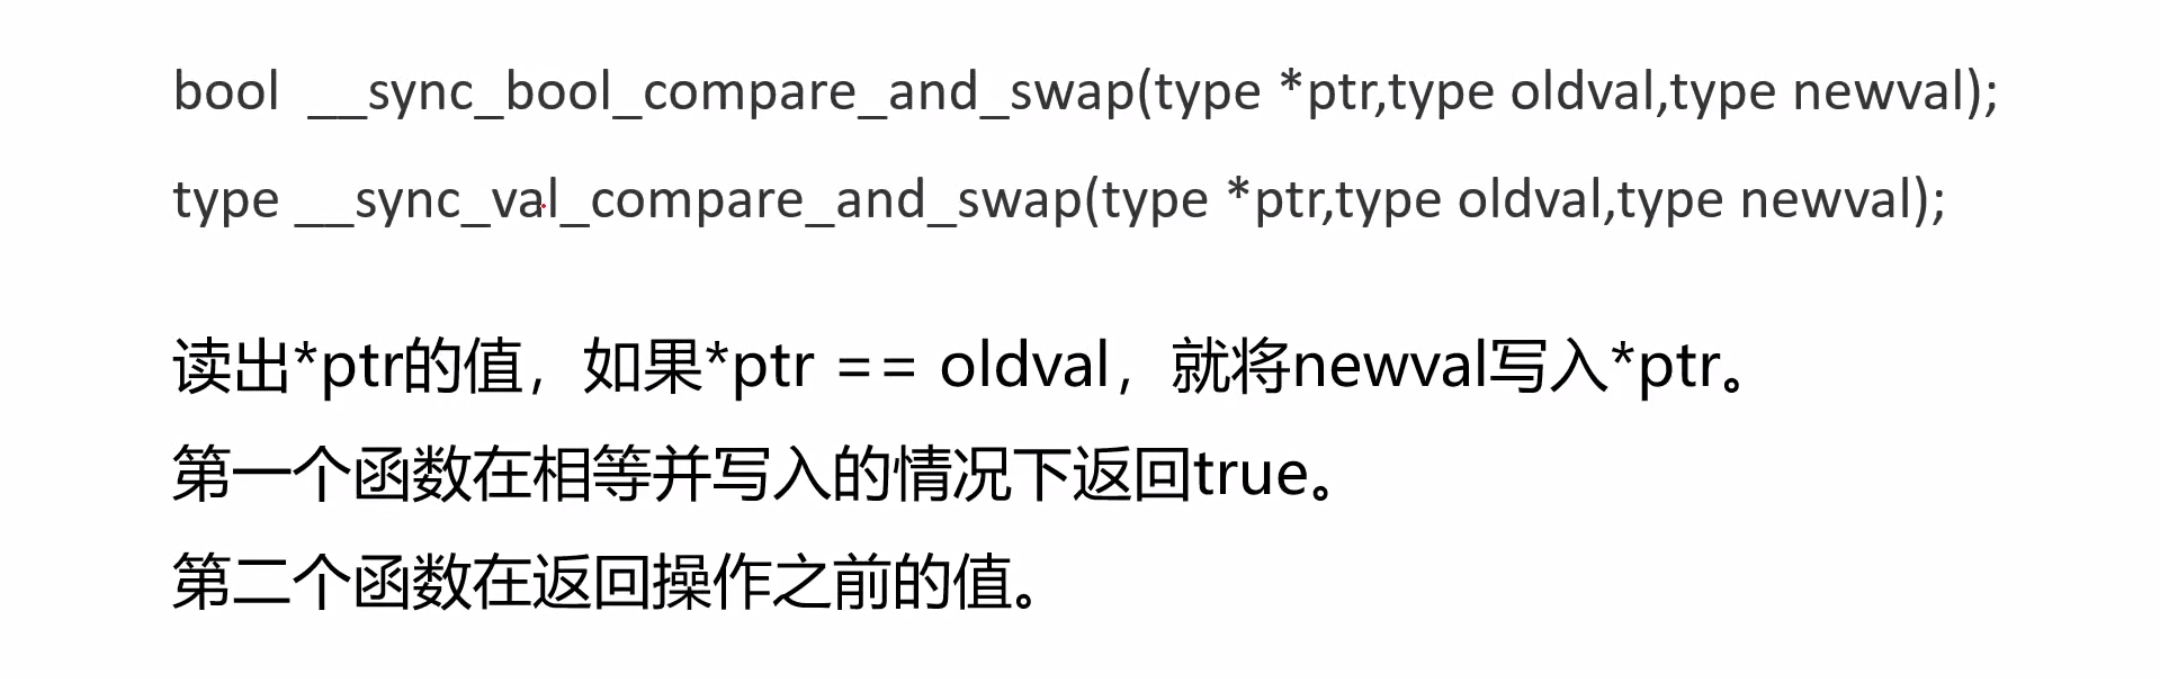 bool  __sync_bool_compare_and_swap(type *ptr,type oldval,type newval);
type __sync_val_compare_and_swap(type *ptr,type oldval,type newval);
读出*ptr的值，如果*ptr == oldval，就将newval写入*ptr。
第一个函数在相等并写入的情况下返回true。
第二个函数在返回操作之前的值。